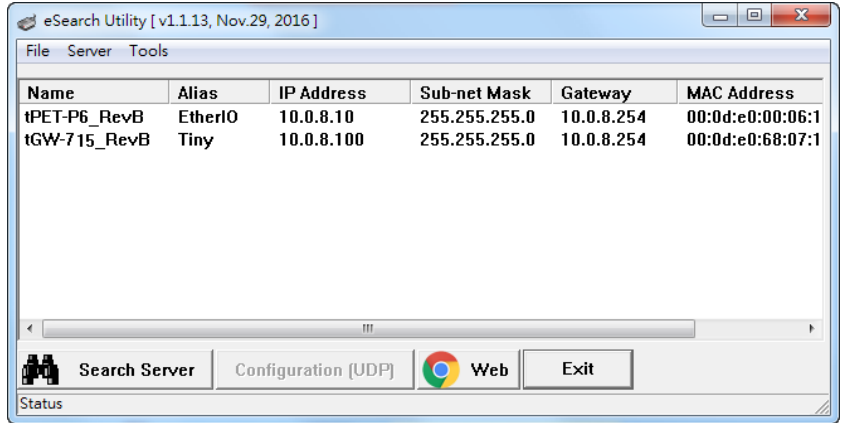 eSearch Utility [ v1.1.13, Nov.29, 2016 ]
File Server Tools
Name Alias IP Address Sub-net Mask Gateway MAC Address
tPET-P6_RevB EtherIO 10.0.8.10 255.255.255.0 10.0.8.254 00:0d:e0:00:06:1
tGW-715_RevB Tiny 10.0.8.100 255.255.255.0 10.0.8.254 00:0d:e0:68:07:1
Search Server Configuration (UDP) Web Exit
Status